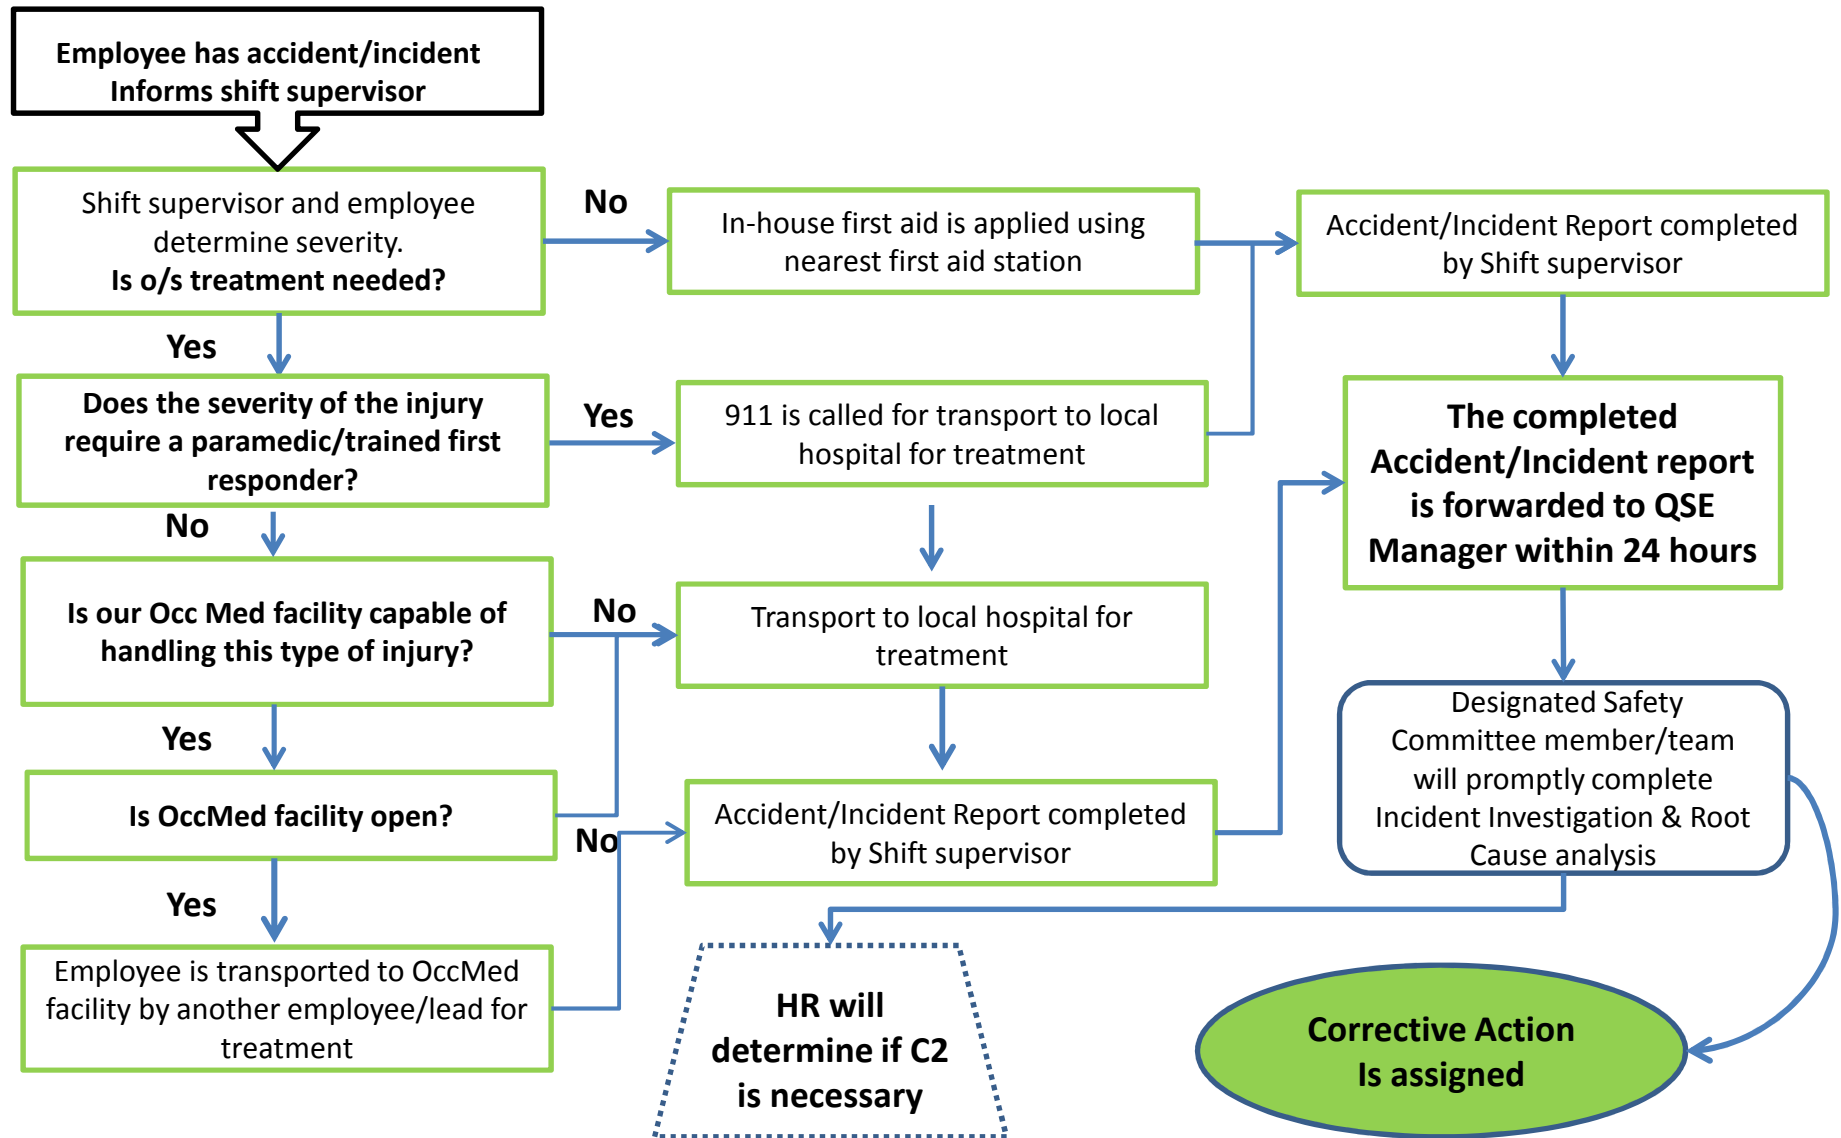 Employee has accident/incident
Informs shift supervisor
Shift supervisor and employee
determine severity.
Is o/s treatment needed?
No
In-house first aid is applied using
nearest first aid station
Accident/Incident Report completed
by Shift supervisor
Yes
Does the severity of the injury
require a paramedic/trained first
responder?
Yes
911 is called for transport to local
hospital for treatment
The completed
Accident/Incident report
is forwarded to QSE
Manager within 24 hours
No
Is our Occ Med facility capable of
handling this type of injury?
No
Transport to local hospital for
treatment
Yes
Designated Safety
Committee member/team
will promptly complete
Incident Investigation & Root
Cause analysis
Is OccMed facility open?
No
Accident/Incident Report completed
by Shift supervisor
Yes
Employee is transported to OccMed
facility by another employee/lead for
treatment
HR will
determine if C2
is necessary
Corrective Action
Is assigned